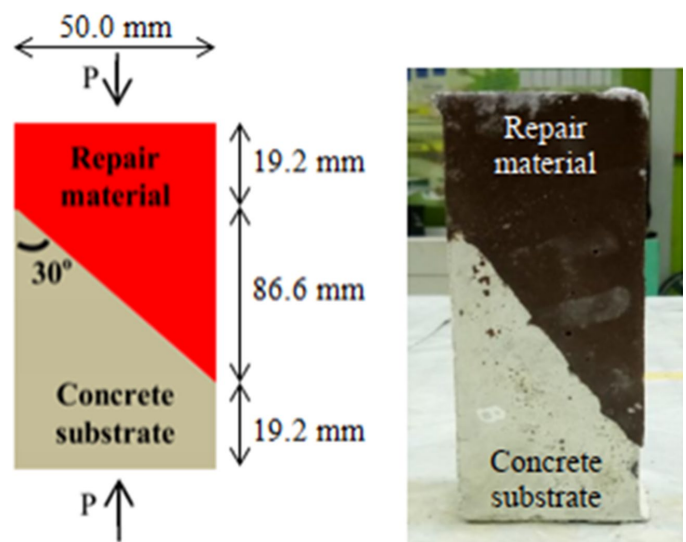 50.0 mm
P
Repair
material
19.2 mm
30°
86.6 mm
Concrete
substrate
19.2 mm
P
Repair
material
Concrete
substrate